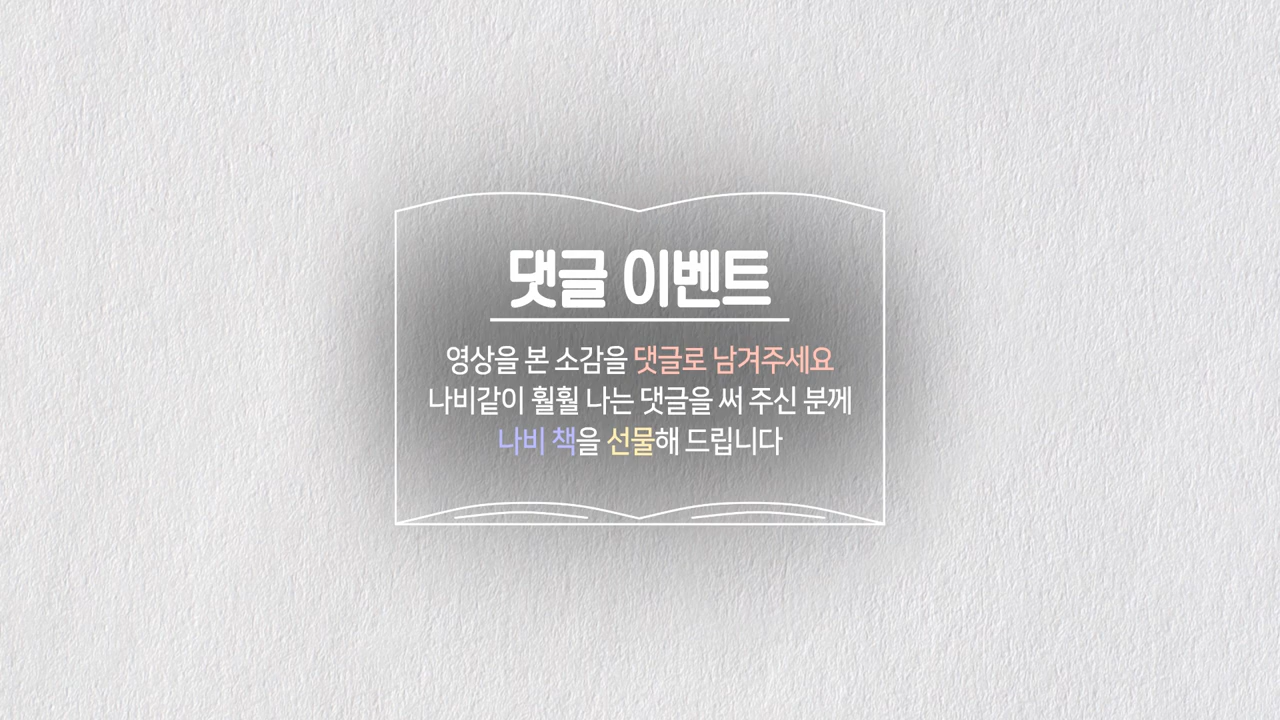 댓글 이벤트
영상을 본 소감을 댓글로 남겨주세요
나비같이 훨훨 나는 댓글을 써 주신 분께
나비 책을 선물해 드립니다